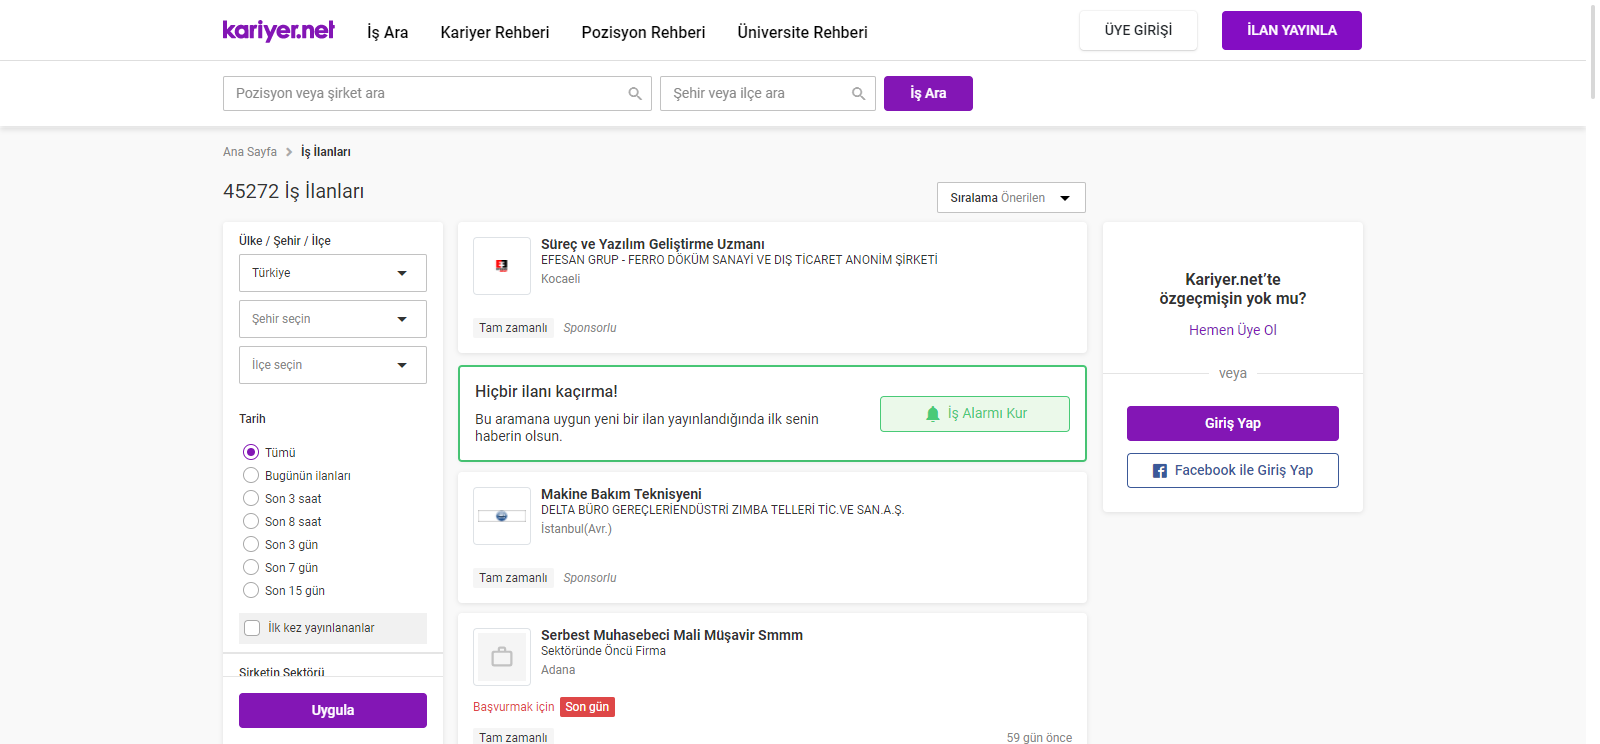 kariyer.net
İş Ara
Kariyer Rehberi
Pozisyon Rehberi
Üniversite Rehberi
ÜYE GİRİŞİ
İLAN YAYINLA
Pozisyon veya şirket ara
Şehir veya ilçe ara
İş Ara
Ana Sayfa
İş İlanları
45272 İş İlanları
Sıralama Önerilen
Ülke / Şehir / İlçe
Türkiye
Şehir seçin
İlçe seçin
Tarih
Tümü
Bugünün ilanları
Son 3 saat
Son 8 saat
Son 3 gün
Son 7 gün
Son 15 gün
İlk kez yayınlananlar
Şirketin Sektörü
Uygula
Süreç ve Yazılım Geliştirme Uzmanı
EFESAN GRUP - FERRO DÖKÜM SANAYİ VE DIŞ TİCARET ANONİM ŞİRKETİ
Kocaeli
Tam zamanlı Sponsorlu
Hiçbir ilanı kaçırma!
Bu aramana uygun yeni bir ilan yayınlandığında ilk senin
haberin olsun.
İş Alarmı Kur
Makine Bakım Teknisyeni
DELTA BÜRO GEREÇLERİENDÜSTRİ ZIMBA TELLERİ TİC.VE SAN.A.Ş.
İstanbul(Avr.)
Tam zamanlı Sponsorlu
Serbest Muhasebeci Mali Müşavir Smmm
Sektöründe Öncü Firma
Adana
Başvurmak için Son gün
Tam zamanlı
59 gün önce
Kariyer.net'te
özgeçmişin yok mu?
Hemen Üye Ol
veya
Giriş Yap
Facebook ile Giriş Yap